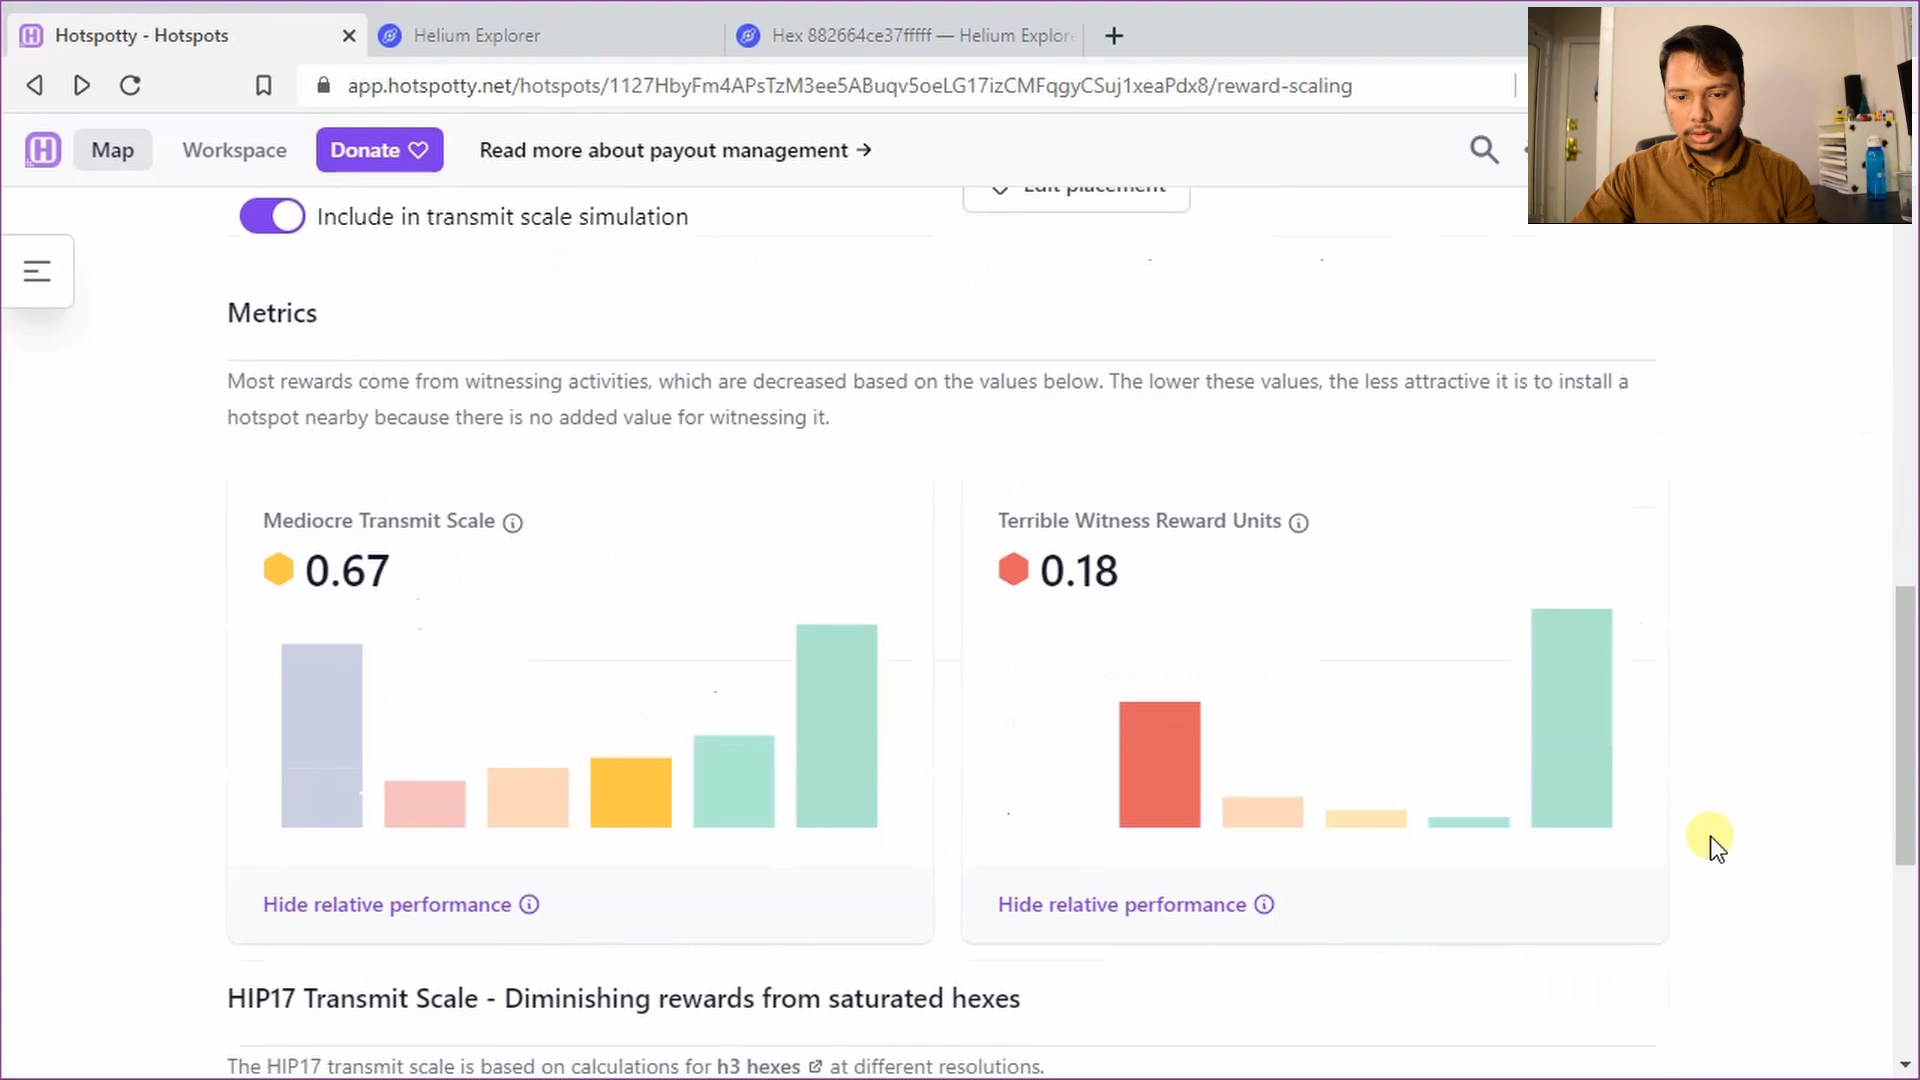 Hotspotty - Hotspots
Helium Explorer
Hex 882664ce37fffff — Helium Explore
app.hotspotty.net/hotspots/1127HbyFm4APsTzM3ee5ABuqv5oeLG17izCMFqgyCSuj1xeaPdx8/reward-scaling
Map
Workspace
Donate
Read more about payout management →
Edit placement
Include in transmit scale simulation
Metrics
Most rewards come from witnessing activities, which are decreased based on the values below. The lower these values, the less attractive it is to install a
hotspot nearby because there is no added value for witnessing it.
Mediocre Transmit Scale
0.67
Hide relative performance
Terrible Witness Reward Units
0.18
Hide relative performance
HIP17 Transmit Scale - Diminishing rewards from saturated hexes
The HIP17 transmit scale is based on calculations for h3 hexes at different resolutions.